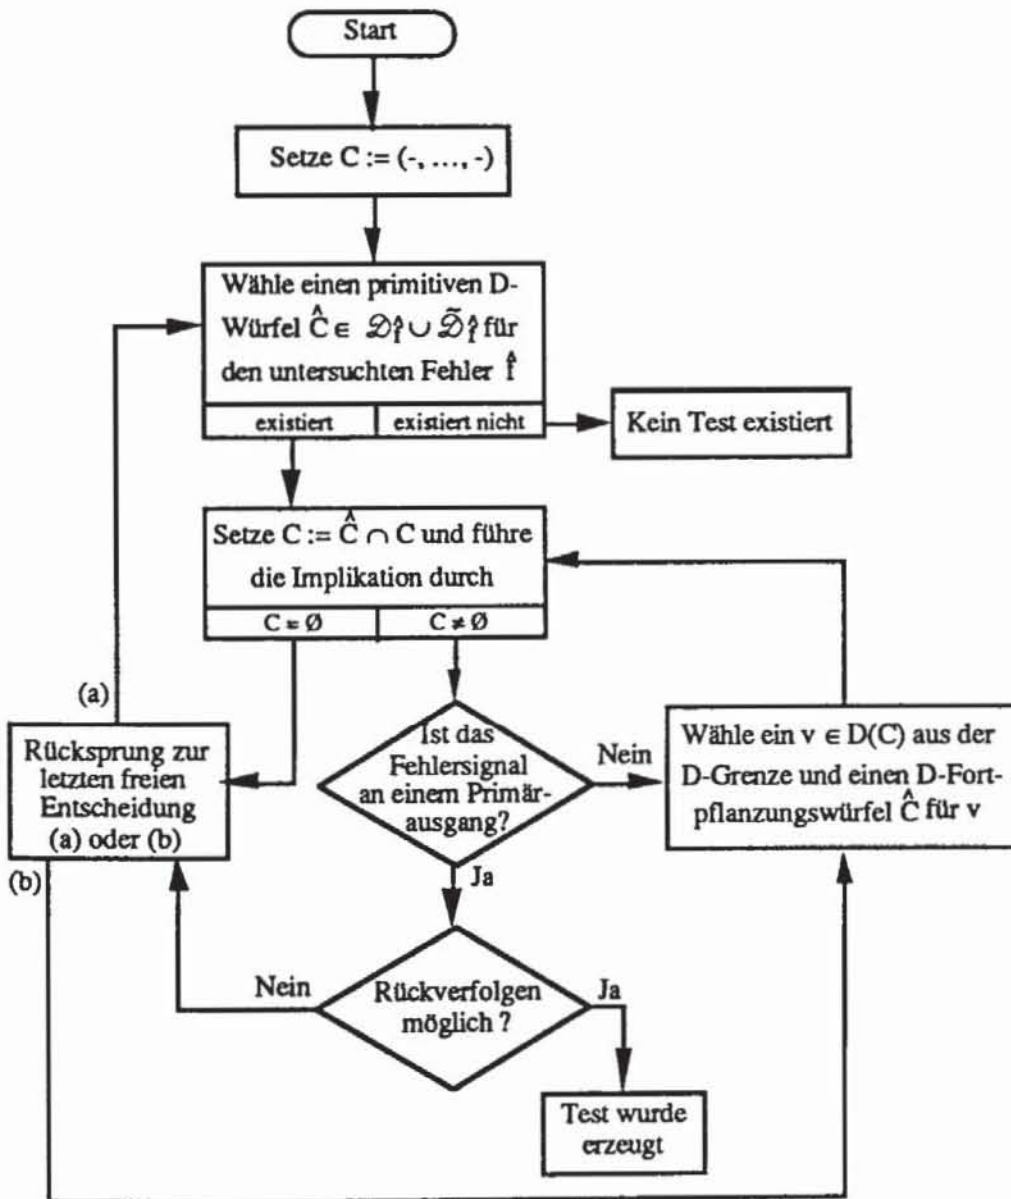 Start
Setze C := (-, ..., -)
Wähle einen primitiven D-
Würfel Ĉ ∈ 𝒟f̂ ∪ 𝒟̃f̂ für
den untersuchten Fehler f̂
existiert
existiert nicht
Kein Test existiert
Setze C := Ĉ ∩ C und führe
die Implikation durch
C = Ø
C ≠ Ø
(a)
Rücksprung zur
letzten freien
Entscheidung
(a) oder (b)
(b)
Ist das
Fehlersignal
an einem Primär-
ausgang?
Nein
Wähle ein v ∈ D(C) aus der
D-Grenze und einen D-Fort-
pflanzungswürfel Ĉ für v
Ja
Nein
Rückverfolgen
möglich ?
Ja
Test wurde
erzeugt